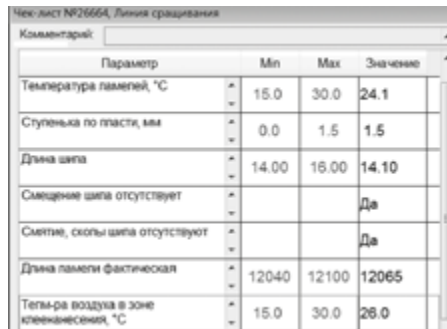 Чек-лист №26664, Линия сращивания
Комментарий:
Параметр Min Max Значение
Температура ламелей, °C 15.0 30.0 24.1
Ступенька по пласти, мм 0.0 1.5 1.5
Длина шипа 14.00 16.00 14.10
Смещение шипа отсутствует Да
Смятие, сколы шипа отсутствуют Да
Длина ламели фактическая 12040 12100 12065
Темп-ра воздуха в зоне
клеенанесения, °C 15.0 30.0 26.0